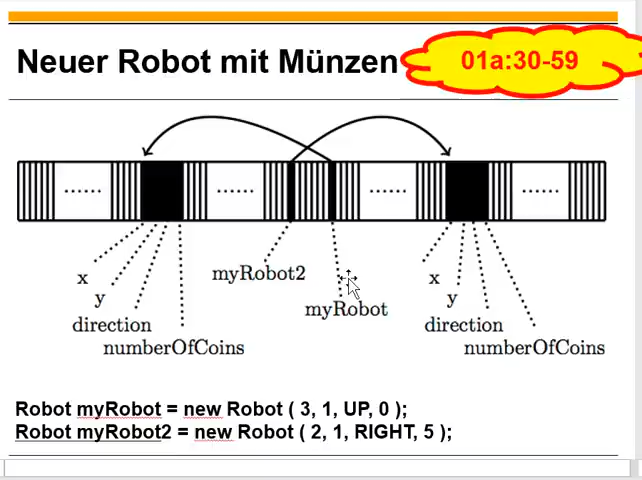 Neuer Robot mit Münzen
01a:30-59
...... ...... ...... ......
x
y
direction
numberOfCoins
myRobot2
myRobot
x
y
direction
numberOfCoins
Robot myRobot = new Robot ( 3, 1, UP, 0 );
Robot myRobot2 = new Robot ( 2, 1, RIGHT, 5 );